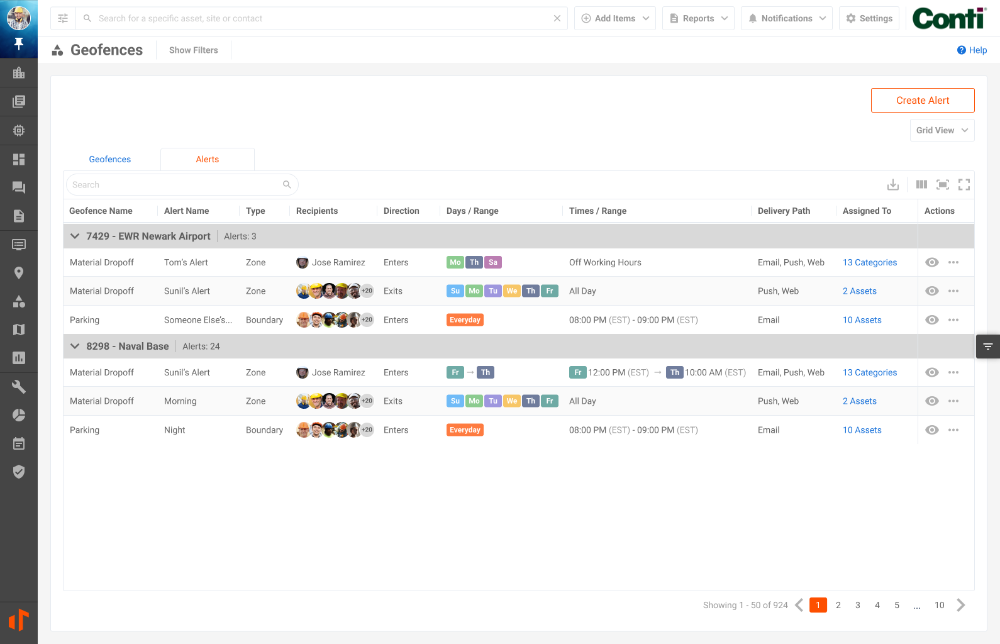 Search for a specific asset, site or contact Add Items Reports Notifications Settings Conti
Geofences Show Filters ? Help
Create Alert
Grid View
Geofences Alerts
Search
Geofence Name Alert Name Type Recipients Direction Days / Range Times / Range Delivery Path Assigned To Actions
7429 - EWR Newark Airport Alerts: 3
Material Dropoff Tom's Alert Zone Jose Ramirez Enters Mo Th Sa Off Working Hours Email, Push, Web 13 Categories
Material Dropoff Sunil's Alert Zone +20 Exits Su Mo Tu We Th Fr All Day Push, Web 2 Assets
Parking Someone Else's... Boundary +20 Enters Everyday 08:00 PM (EST) - 09:00 PM (EST) Email 10 Assets
8298 - Naval Base Alerts: 24
Material Dropoff Sunil's Alert Zone Jose Ramirez Enters Fr → Th Fr 12:00 PM (EST) → Th 10:00 AM (EST) Email, Push, Web 13 Categories
Material Dropoff Morning Zone +20 Exits Su Mo Tu We Th Fr All Day Push, Web 2 Assets
Parking Night Boundary +20 Enters Everyday 08:00 PM (EST) - 09:00 PM (EST) Email 10 Assets
Showing 1 - 50 of 924 1 2 3 4 5 ... 10